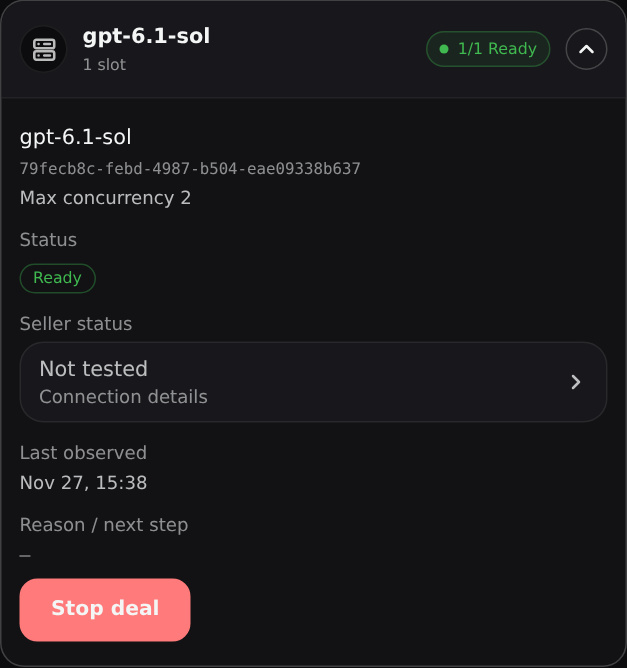 gpt-6.1-sol
1 slot
1/1 Ready
gpt-6.1-sol
79fecb8c-febd-4987-b504-eae09338b637
Max concurrency 2
Status
Ready
Seller status
Not tested
Connection details
Last observed
Nov 27, 15:38
Reason / next step
—
Stop deal